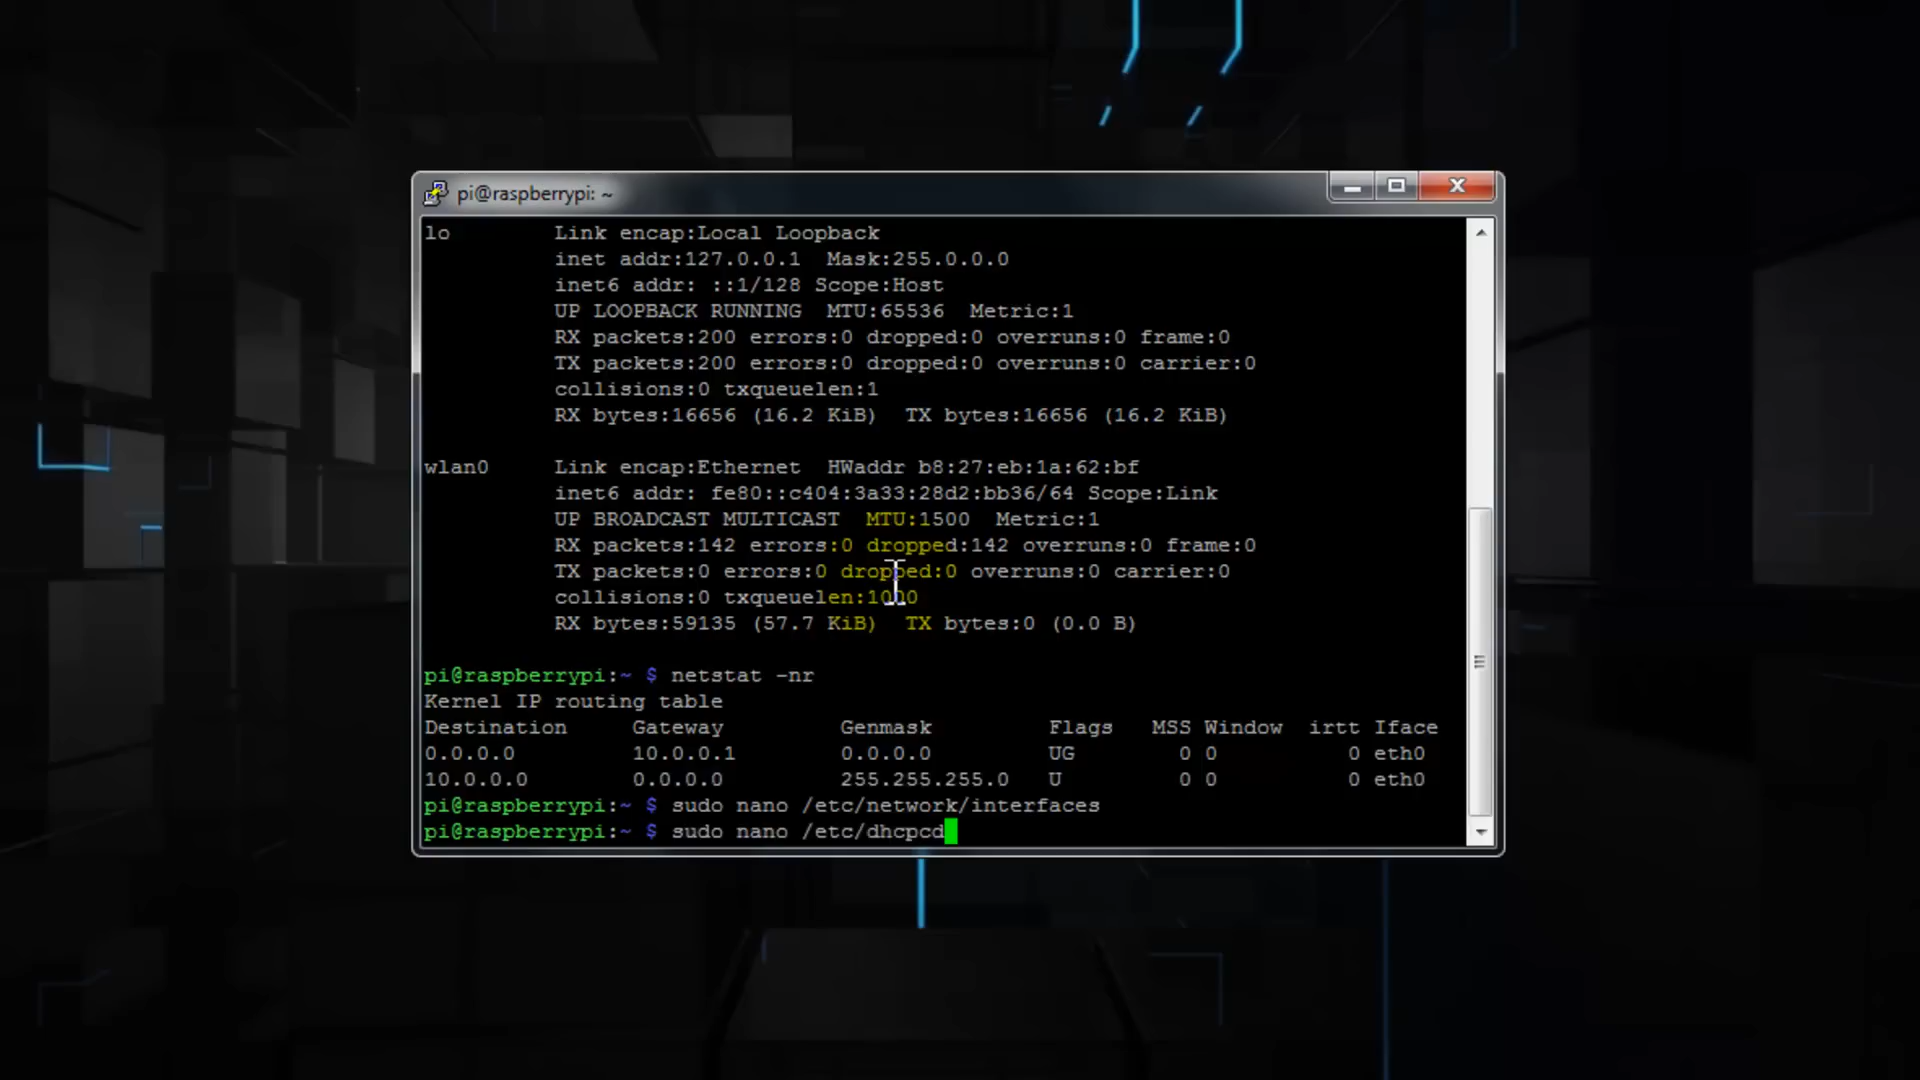 pi@raspberrypi: ~
lo Link encap:Local Loopback
inet addr:127.0.0.1 Mask:255.0.0.0
inet6 addr: ::1/128 Scope:Host
UP LOOPBACK RUNNING MTU:65536 Metric:1
RX packets:200 errors:0 dropped:0 overruns:0 frame:0
TX packets:200 errors:0 dropped:0 overruns:0 carrier:0
collisions:0 txqueuelen:1
RX bytes:16656 (16.2 KiB) TX bytes:16656 (16.2 KiB)
wlan0 Link encap:Ethernet HWaddr b8:27:eb:1a:62:bf
inet6 addr: fe80::c404:3a33:28d2:bb36/64 Scope:Link
UP BROADCAST MULTICAST MTU:1500 Metric:1
RX packets:142 errors:0 dropped:142 overruns:0 frame:0
TX packets:0 errors:0 dropped:0 overruns:0 carrier:0
collisions:0 txqueuelen:1000
RX bytes:59135 (57.7 KiB) TX bytes:0 (0.0 B)
pi@raspberrypi:~ $ netstat -nr
Kernel IP routing table
Destination Gateway Genmask Flags MSS Window irtt Iface
0.0.0.0 10.0.0.1 0.0.0.0 UG 0 0 0 eth0
10.0.0.0 0.0.0.0 255.255.255.0 U 0 0 0 eth0
pi@raspberrypi:~ $ sudo nano /etc/network/interfaces
pi@raspberrypi:~ $ sudo nano /etc/dhcpcd